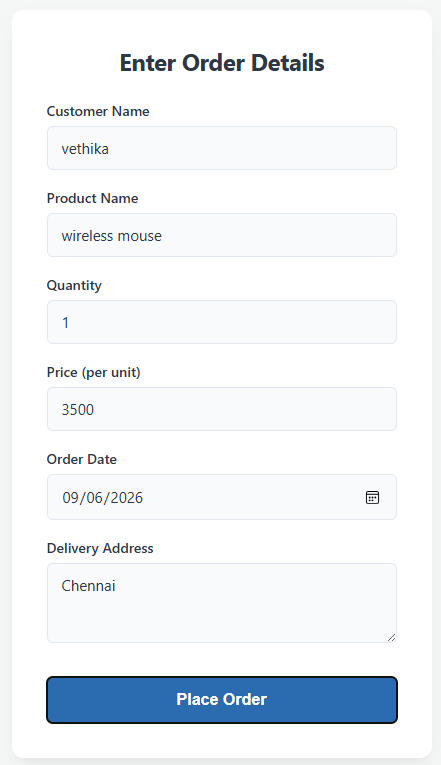 Enter Order Details
Customer Name
vethika
Product Name
wireless mouse
Quantity
1
Price (per unit)
3500
Order Date
09/06/2026
Delivery Address
Chennai
Place Order